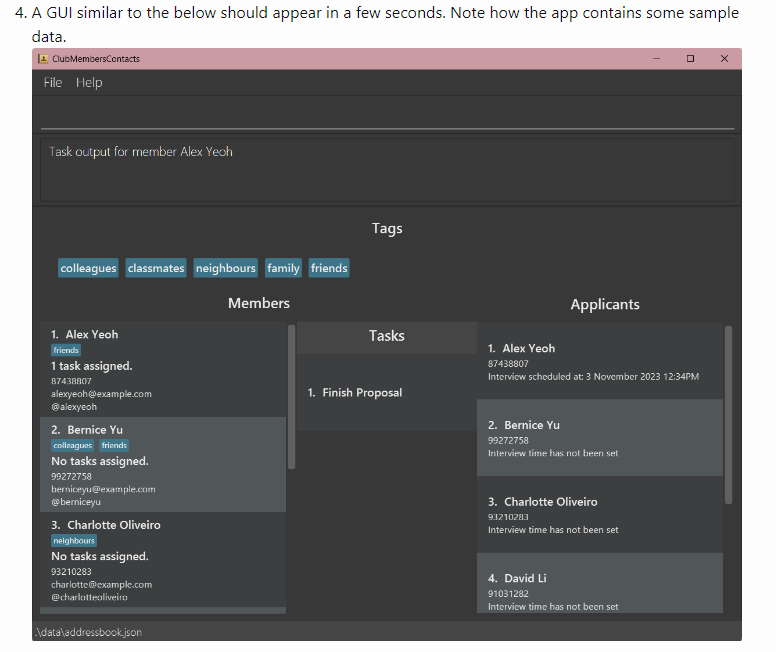 4. A GUI similar to the below should appear in a few seconds. Note how the app contains some sample
data.
ClubMembersContacts
File Help
Task output for member Alex Yeoh
Tags
colleagues classmates neighbours family friends
Members
1. Alex Yeoh
friends
1 task assigned.
87438807
alexyeoh@example.com
@alexyeoh
2. Bernice Yu
colleagues friends
No tasks assigned.
99272758
berniceyu@example.com
@berniceyu
3. Charlotte Oliveiro
neighbours
No tasks assigned.
93210283
charlotte@example.com
@charlotteoliveiro
Tasks
1. Finish Proposal
Applicants
1. Alex Yeoh
87438807
Interview scheduled at: 3 November 2023 12:34PM
2. Bernice Yu
99272758
Interview time has not been set
3. Charlotte Oliveiro
93210283
Interview time has not been set
4. David Li
91031282
Interview time has not been set
.\data\addressbook.json